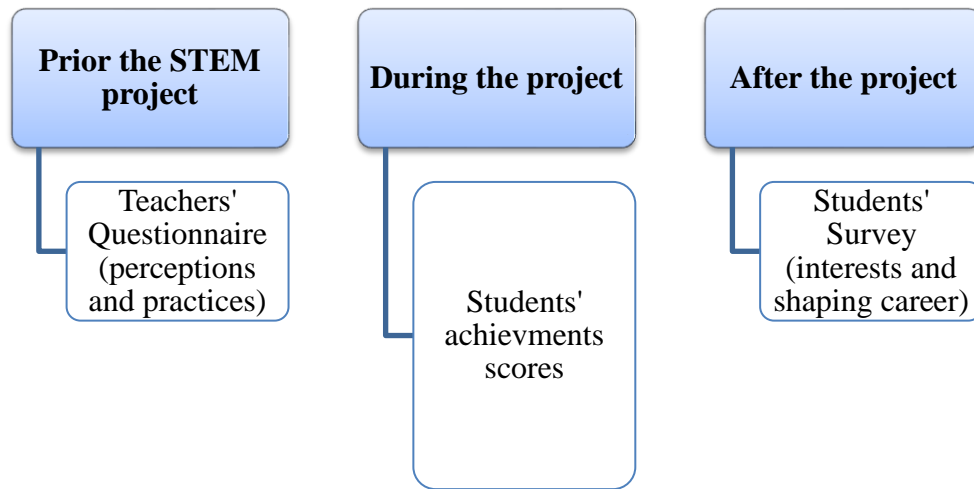 Prior the STEM
project
Teachers'
Questionnaire
(perceptions
and practices)
During the project
Students'
achievments
scores
After the project
Students'
Survey
(interests and
shaping career)